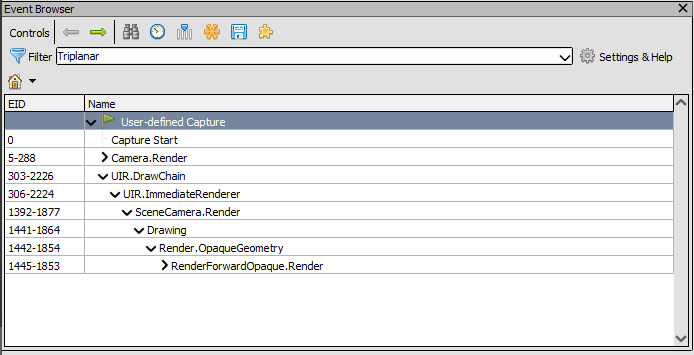 Event Browser
Controls
Filter Triplanar Settings & Help
EID Name
User-defined Capture
0 Capture Start
5-288 Camera.Render
303-2226 UIR.DrawChain
306-2224 UIR.ImmediateRenderer
1392-1877 SceneCamera.Render
1441-1864 Drawing
1442-1854 Render.OpaqueGeometry
1445-1853 RenderForwardOpaque.Render